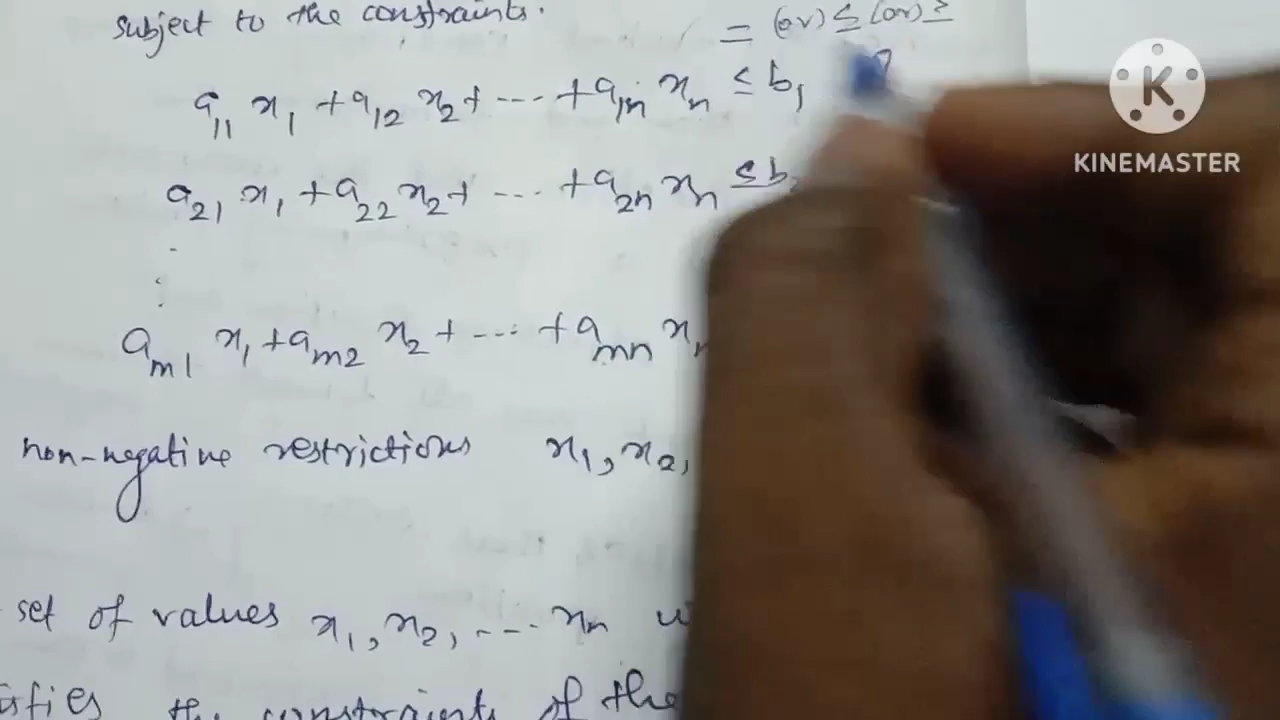 subject to the constraints.
= (or) ≤ (or) ≥
a11 x1 + a12 x2 + --- + a1n xn ≤ b1
a21 x1 + a22 x2 + --- + a2n xn ≤ b
am1 x1 + am2 x2 + --- + amn x
non-negative restrictions x1, x2,
set of values x1, x2, --- xn
the constraints of the
K
KINEMASTER